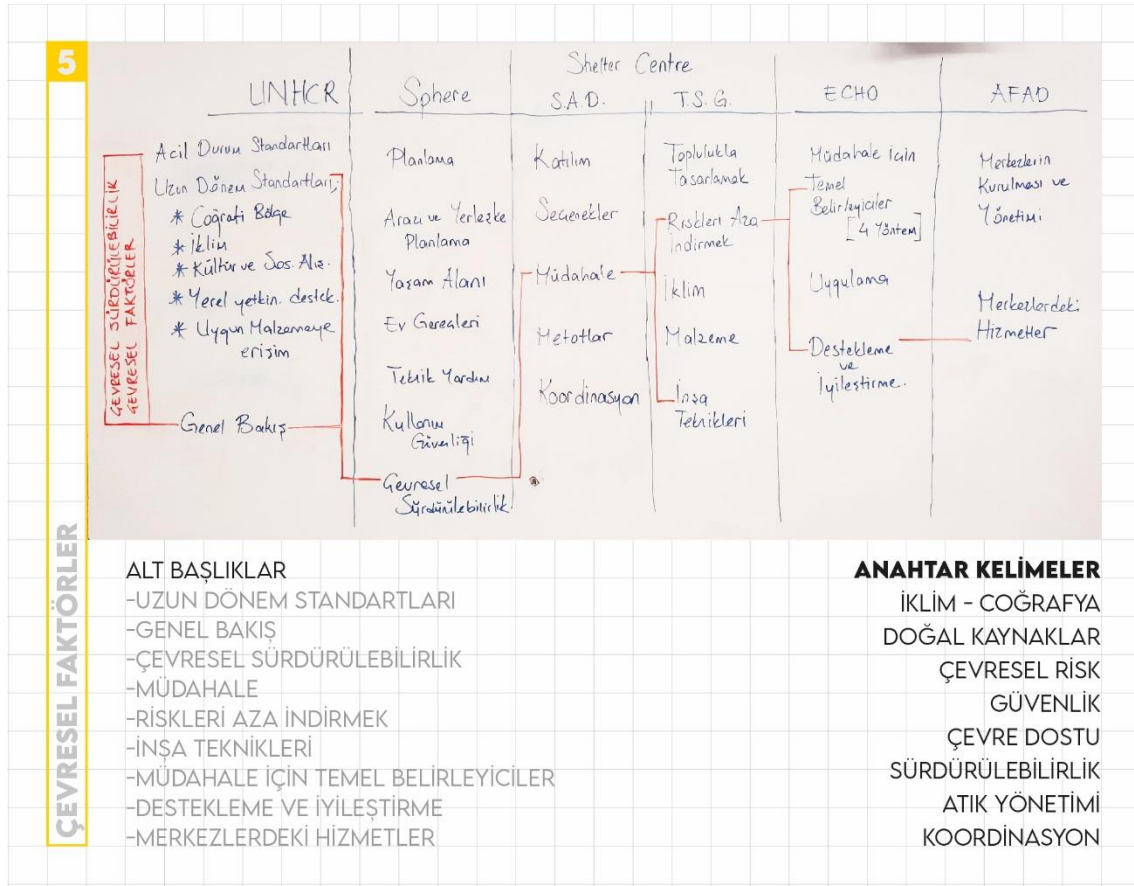 5
Shelter Centre
UNHCR
Sphere
S.A.D.
T.S.G.
ECHO
AFAD
ÇEVRESEL SÜRDÜRÜLEBİLİRLİK
ÇEVRESEL FAKTÖRLER
Acil Durum Standartları
Uzun Dönem Standartları;
* Coğrafi Bölge
* İklim
* Kültür ve Sos. Alış.
* Yerel yetkin. destek.
* Uygun Malzemeye
erişim
Genel Bakış
Planlama
Arazi ve Yerleşke
Planlama
Yaşam Alanı
Ev Gereçleri
Teknik Yardım
Kullanım
Güvenliği
Çevresel
Sürdürülebilirlik
Katılım
Seçenekler
Müdahale
Metotlar
Koordinasyon
Toplulukla
Tasarlamak
Riskleri Aza
İndirmek
İklim
Malzeme
İnşa
Teknikleri
Müdahale için
Temel
Belirleyiciler
[4 Yöntem]
Uygulama
Destekleme
ve
İyileştirme.
Merkezlerin
Kurulması ve
Yönetimi
Merkezlerdeki
Hizmetler
ÇEVRESEL FAKTÖRLER
ALT BAŞLIKLAR
-UZUN DÖNEM STANDARTLARI
-GENEL BAKIŞ
-ÇEVRESEL SÜRDÜRÜLEBİLİRLİK
-MÜDAHALE
-RİSKLERİ AZA İNDİRMEK
-İNŞA TEKNİKLERİ
-MÜDAHALE İÇİN TEMEL BELİRLEYİCİLER
-DESTEKLEME VE İYİLEŞTİRME
-MERKEZLERDEKİ HİZMETLER
ANAHTAR KELİMELER
İKLİM - COĞRAFYA
DOĞAL KAYNAKLAR
ÇEVRESEL RİSK
GÜVENLİK
ÇEVRE DOSTU
SÜRDÜRÜLEBİLİRLİK
ATIK YÖNETİMİ
KOORDİNASYON